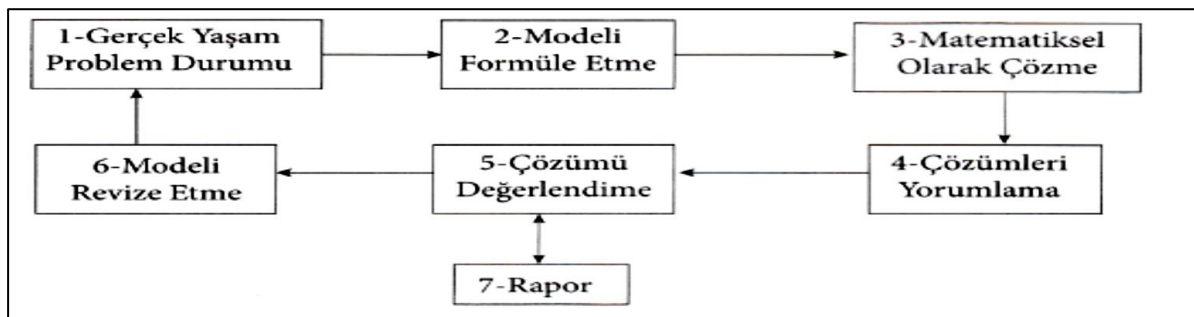 1-Gerçek Yaşam
Problem Durumu
2-Modeli
Formüle Etme
3-Matematiksel
Olarak Çözme
4-Çözümleri
Yorumlama
5-Çözümü
Değerlendime
6-Modeli
Revize Etme
7-Rapor